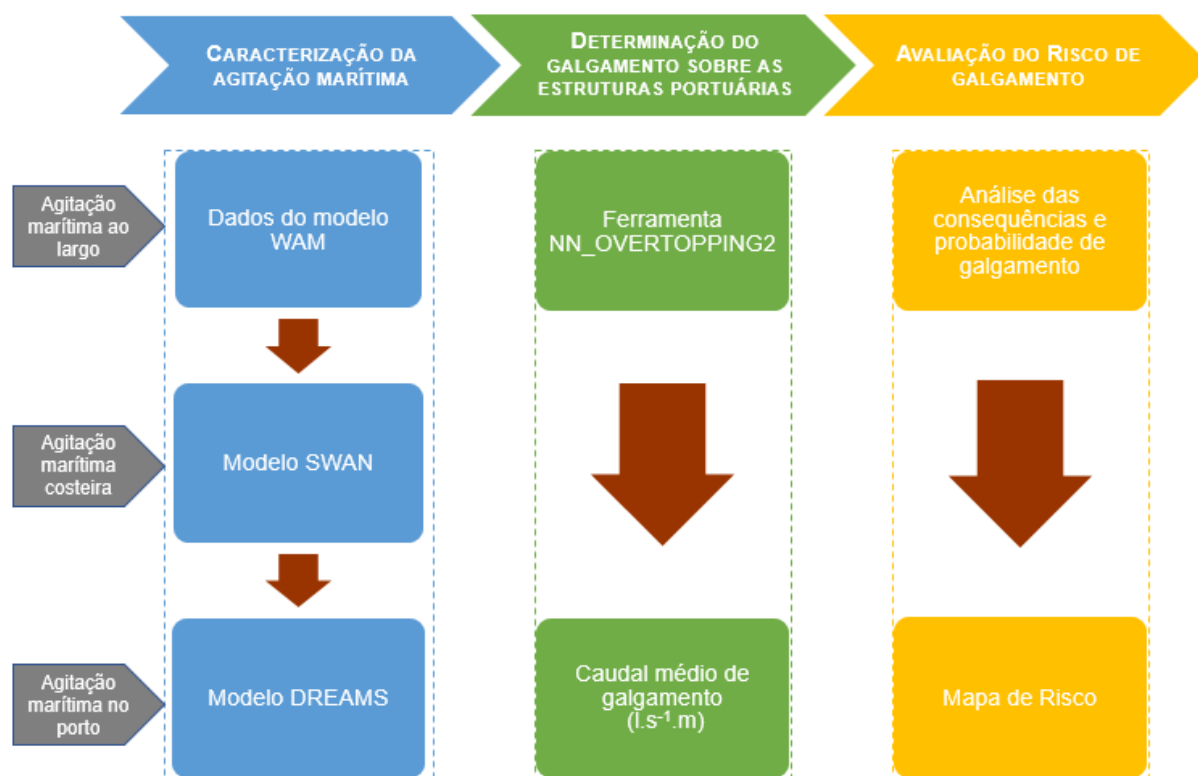 CARACTERIZAÇÃO DA
AGITAÇÃO MARÍTIMA
DETERMINAÇÃO DO
GALGAMENTO SOBRE AS
ESTRUTURAS PORTUÁRIAS
AVALIAÇÃO DO RISCO DE
GALGAMENTO
Agitação
marítima ao
largo
Dados do modelo
WAM
Ferramenta
NN_OVERTOPPING2
Análise das
consequências e
probabilidade de
galgamento
Agitação
marítima
costeira
Modelo SWAN
Agitação
marítima no
porto
Modelo DREAMS
Caudal médio de
galgamento
(l.s⁻¹.m)
Mapa de Risco